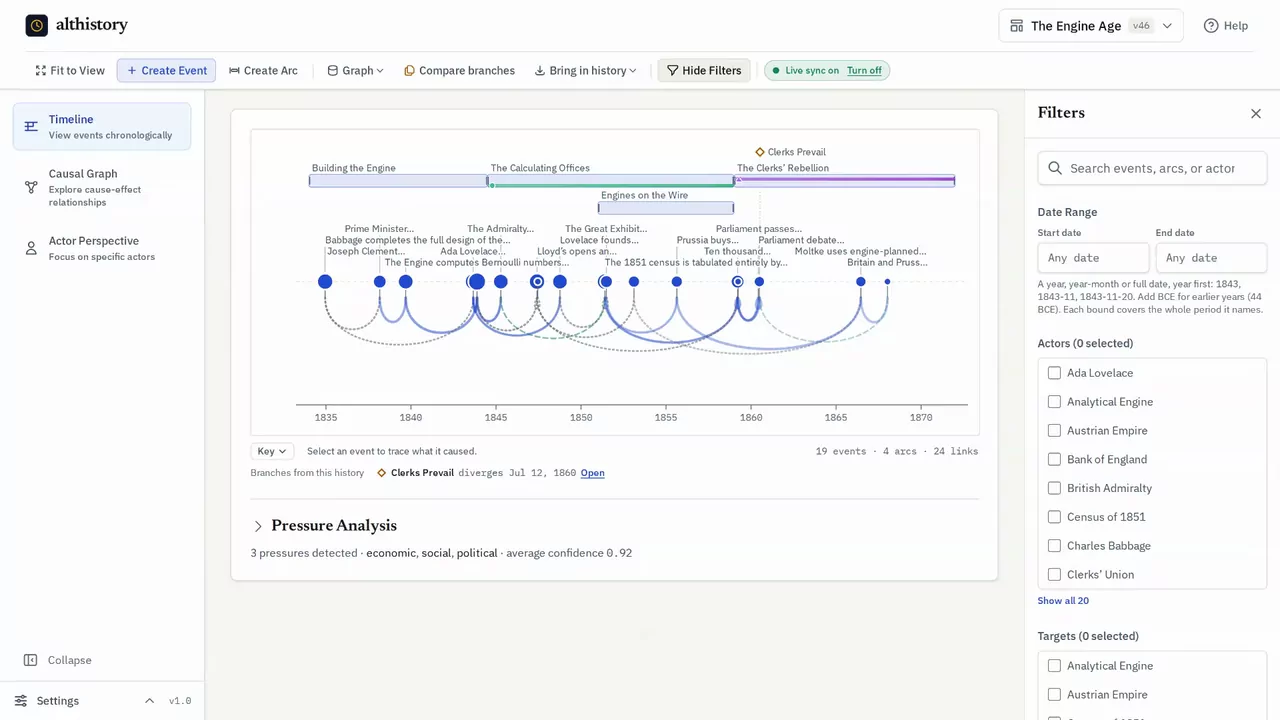 althistory
The Engine Age v46
Help
Fit to View
Create Event
Create Arc
Graph
Compare branches
Bring in history
Hide Filters
Live sync on Turn off
Timeline
View events chronologically
Causal Graph
Explore cause-effect
relationships
Actor Perspective
Focus on specific actors
Collapse
Settings v1.0
Clerks Prevail
Building the Engine
The Calculating Offices
The Clerks’ Rebellion
Engines on the Wire
Prime Minister…
The Admiralty…
The Great Exhibit…
Parliament passes…
Babbage completes the full design of the…
Lovelace founds…
Prussia buys…
Parliament debate…
Joseph Clement…
Ada Lovelace…
Lloyd’s opens an…
Ten thousand…
Moltke uses engine-planned…
The Engine computes Bernoulli numbers…
The 1851 census is tabulated entirely by…
Britain and Pruss…
1835 1840 1845 1850 1855 1860 1865 1870
Key
Select an event to trace what it caused.
19 events · 4 arcs · 24 links
Branches from this history
Clerks Prevail diverges Jul 12, 1860 Open
Pressure Analysis
3 pressures detected · economic, social, political · average confidence 0.92
Filters
Search events, arcs, or actor
Date Range
Start date
End date
Any date
Any date
A year, year-month or full date, year first: 1843,
1843-11, 1843-11-20. Add BCE for earlier years (44
BCE). Each bound covers the whole period it names.
Actors (0 selected)
Ada Lovelace
Analytical Engine
Austrian Empire
Bank of England
British Admiralty
Census of 1851
Charles Babbage
Clerks’ Union
Show all 20
Targets (0 selected)
Analytical Engine
Austrian Empire